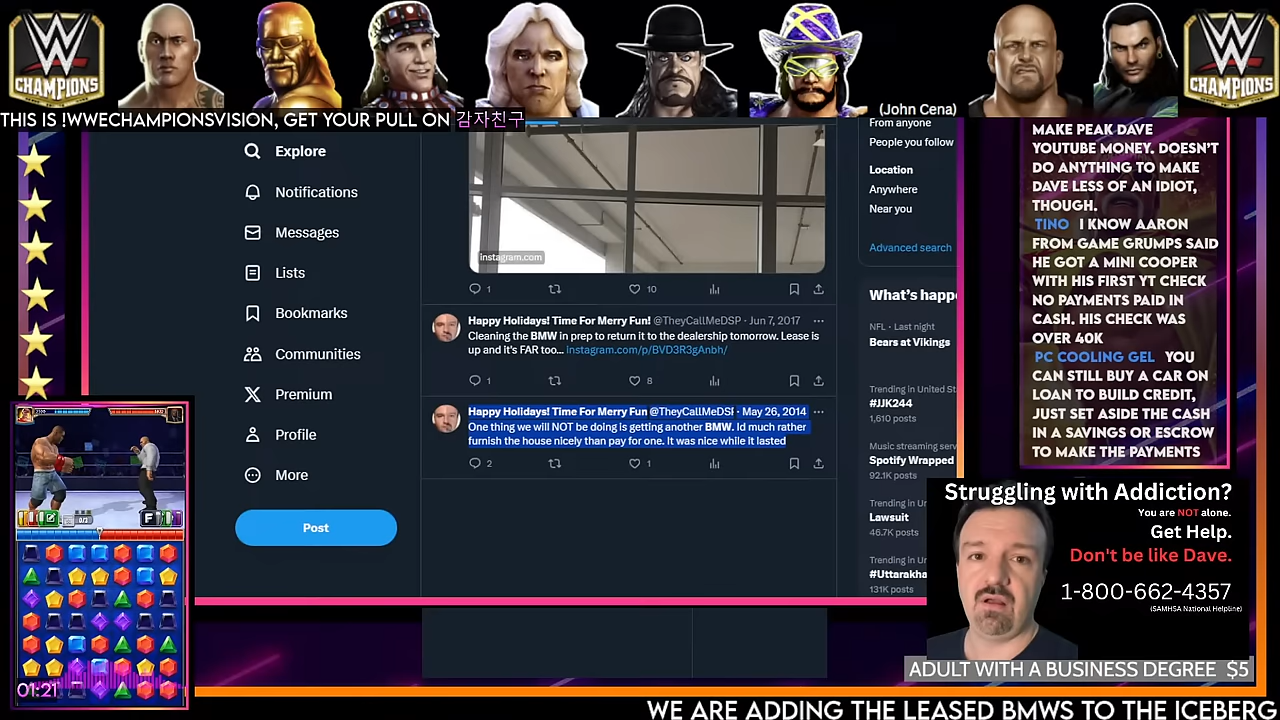 CHAMPIONS
CHAMPIONS
(John Cena)
THIS IS !WWECHAMPIONSVISION, GET YOUR PULL ON 감자친구
Explore
Notifications
Messages
Lists
Bookmarks
Communities
Premium
Profile
More
Post
instagram.com
1
10
Happy Holidays! Time For Merry Fun! @TheyCallMeDSP · Jun 7, 2017
Cleaning the BMW in prep to return it to the dealership tomorrow. Lease is
up and it's FAR too... instagram.com/p/BVD3R3gAnbh/
1
8
Happy Holidays! Time For Merry Fun @TheyCallMeDSI · May 26, 2014
One thing we will NOT be doing is getting another BMW. Id much rather
furnish the house nicely than pay for one. It was nice while it lasted
2
1
From anyone
People you follow
Location
Anywhere
Near you
Advanced search
What's happ
NFL · Last night
Bears at Vikings
Trending in United St
#JJK244
1,610 posts
Music streaming serv
Spotify Wrapped
92.1K posts
Trending in Ur
Lawsuit
46.7K posts
Trending in Ur
#Uttarakha
131K posts
MAKE PEAK DAVE
YOUTUBE MONEY. DOESN'T
DO ANYTHING TO MAKE
DAVE LESS OF AN IDIOT,
THOUGH.
TINO I KNOW AARON
FROM GAME GRUMPS SAID
HE GOT A MINI COOPER
WITH HIS FIRST YT CHECK
NO PAYMENTS PAID IN
CASH. HIS CHECK WAS
OVER 40K
PC COOLING GEL YOU
CAN STILL BUY A CAR ON
LOAN TO BUILD CREDIT,
JUST SET ASIDE THE CASH
IN A SAVINGS OR ESCROW
TO MAKE THE PAYMENTS
01:21
Struggling with Addiction?
You are NOT alone.
Get Help.
Don't be like Dave.
1-800-662-4357
(SAMHSA National Helpline)
ADULT WITH A BUSINESS DEGREE $5
WE ARE ADDING THE LEASED BMWS TO THE ICEBERG